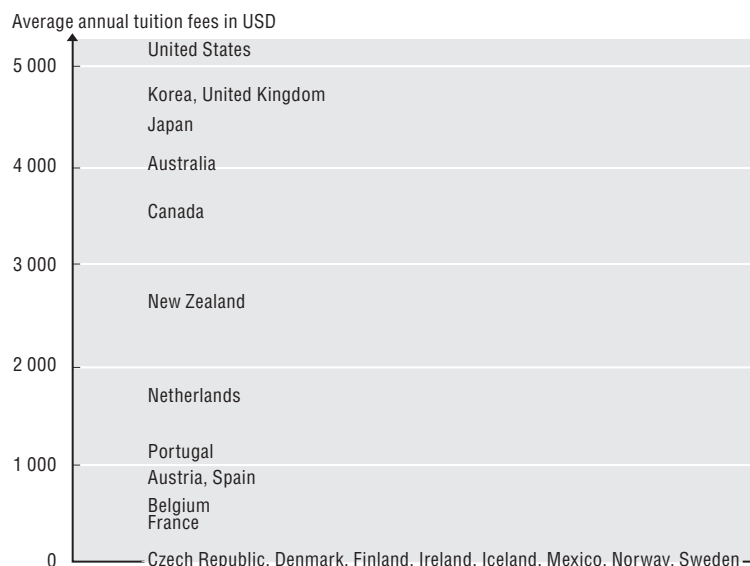 Average annual tuition fees in USD
United States
5 000
Korea, United Kingdom
Japan
4 000
Australia
Canada
3 000
New Zealand
2 000
Netherlands
Portugal
1 000
Austria, Spain
Belgium
France
0
Czech Republic, Denmark, Finland, Ireland, Iceland, Mexico, Norway, Sweden